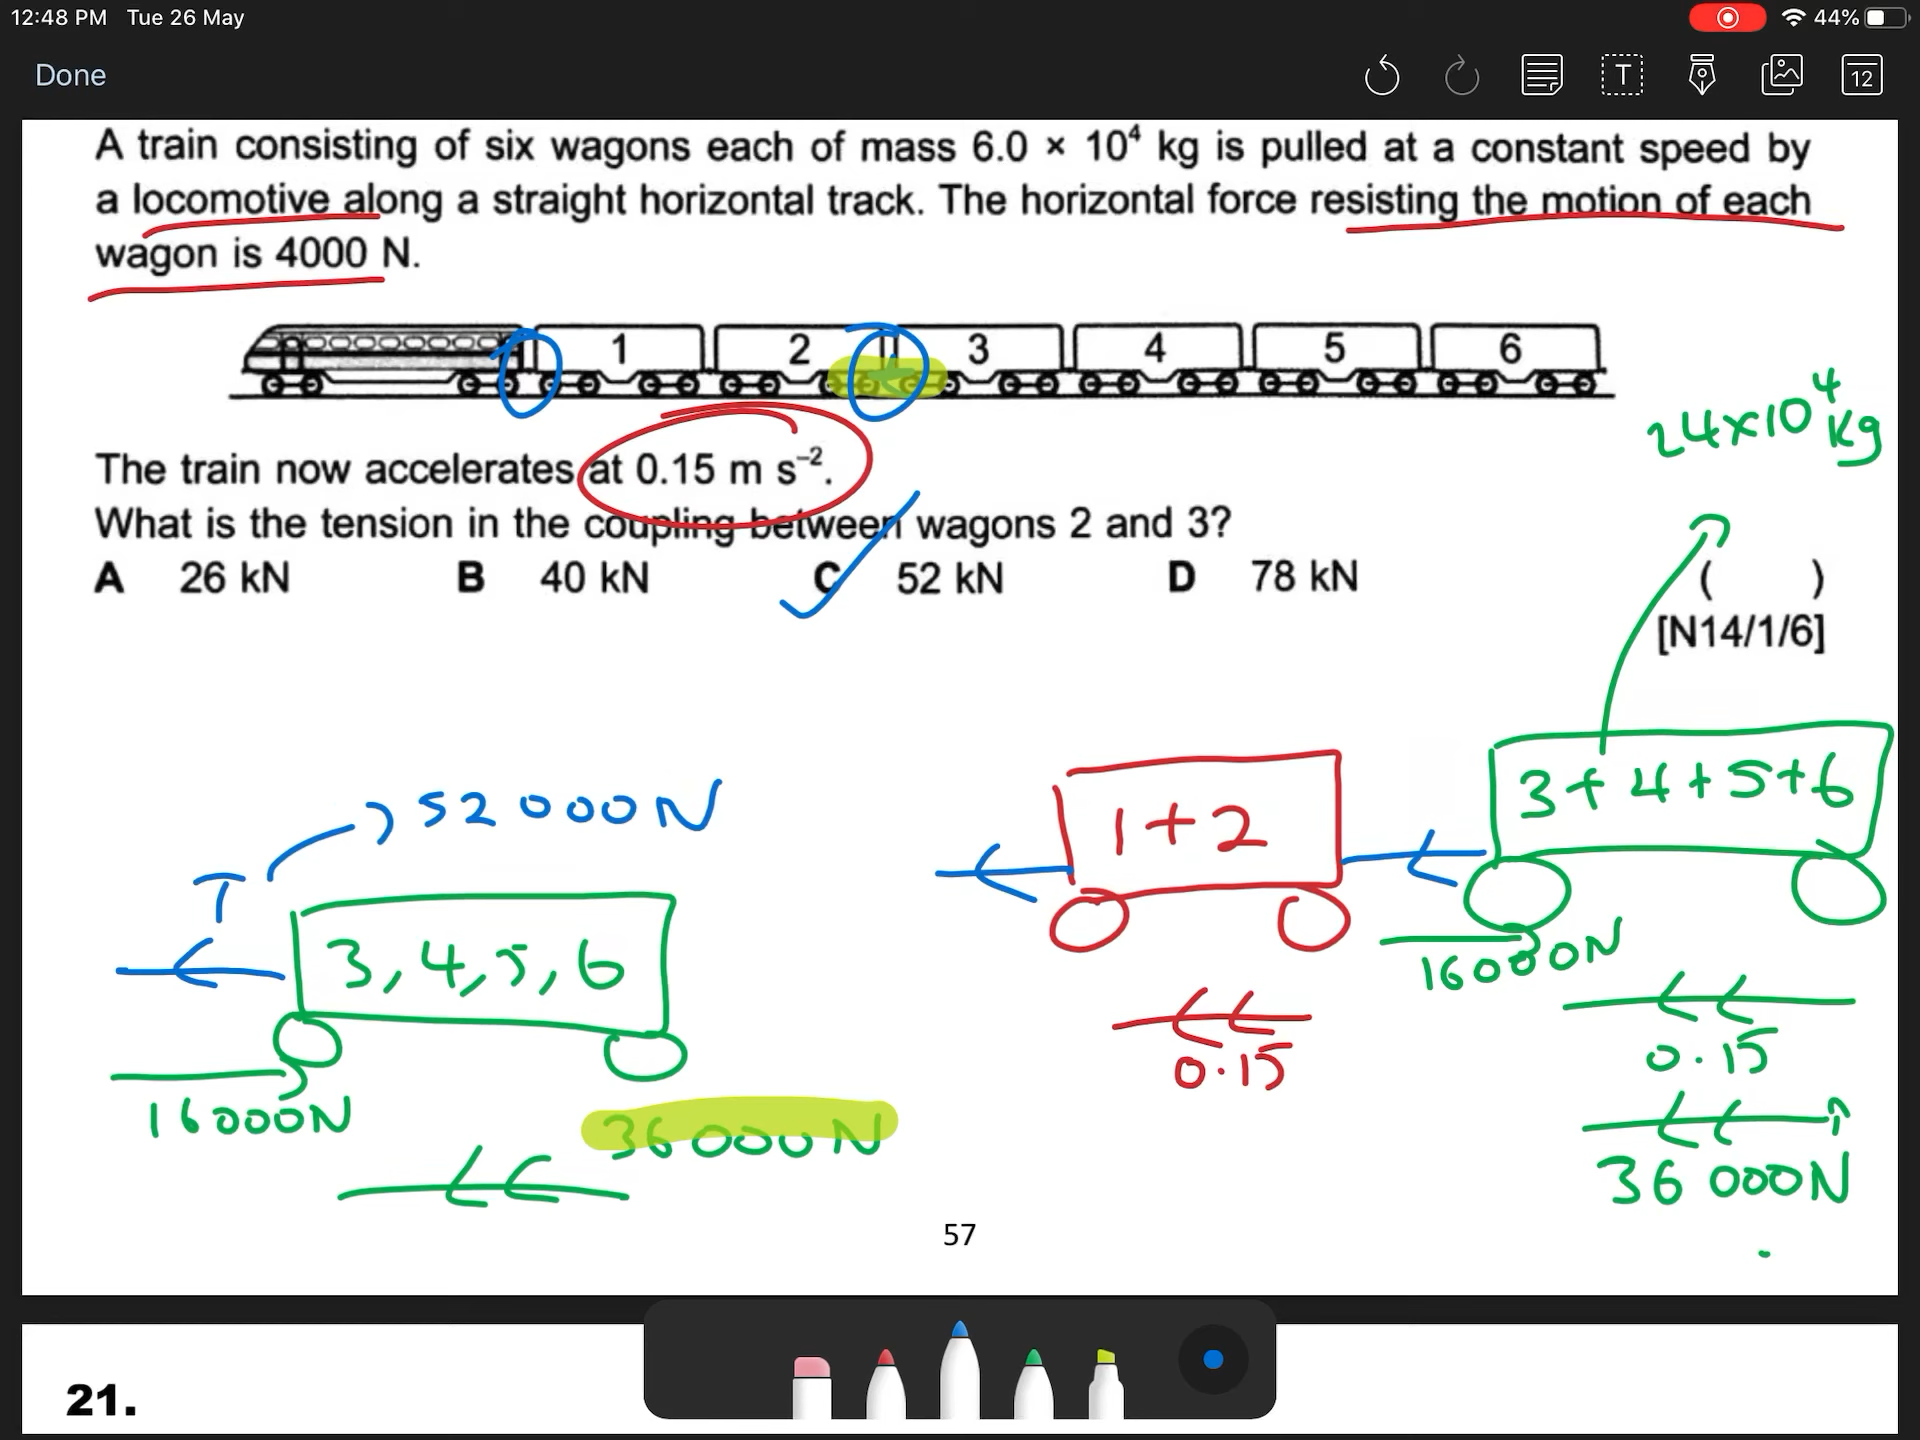 12:48 PM Tue 26 May
44%
Done
T
12
A train consisting of six wagons each of mass 6.0 × 10⁴ kg is pulled at a constant speed by
a locomotive along a straight horizontal track. The horizontal force resisting the motion of each
wagon is 4000 N.
1 2 3 4 5 6
24×10⁴ kg
The train now accelerates at 0.15 m s⁻².
What is the tension in the coupling between wagons 2 and 3?
A 26 kN B 40 kN C 52 kN D 78 kN ( )
[N14/1/6]
52000N
T
3, 4, 5, 6
16000N
36000N
1+2
0.15
3+4+5+6
16000N
0.15
36 000N
57
21.